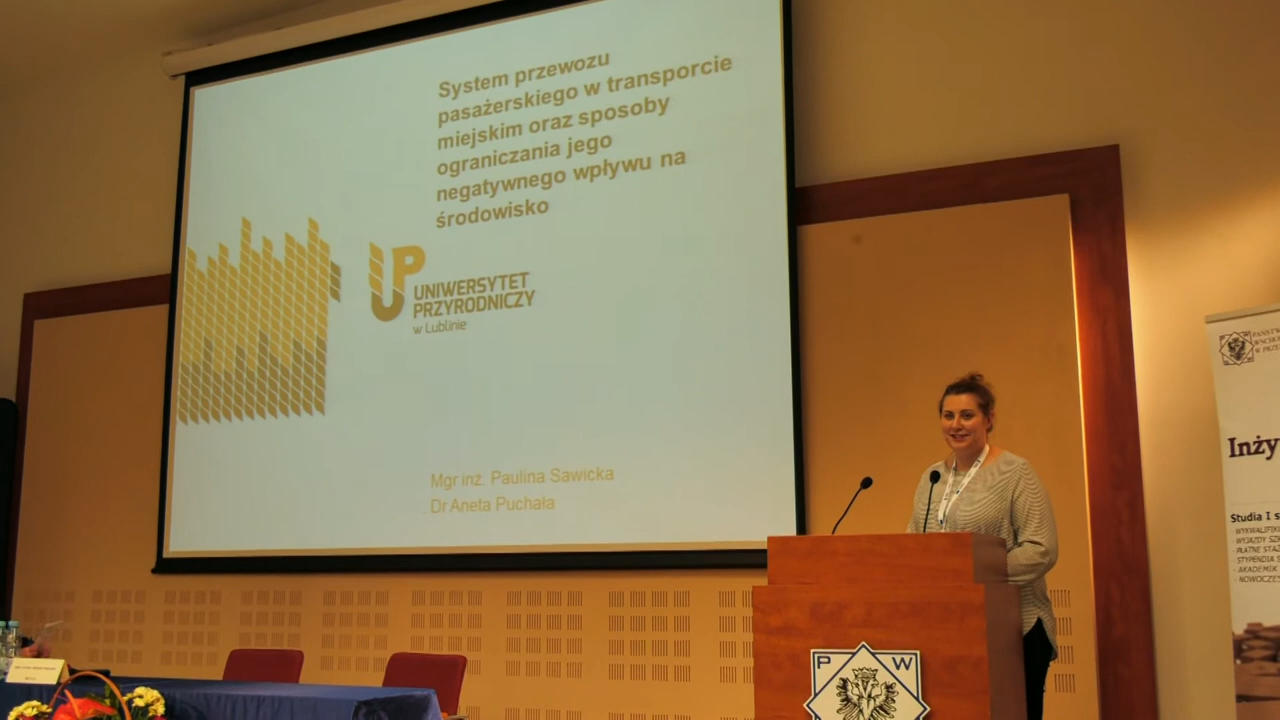 System przewozu
pasażerskiego w transporcie
miejskim oraz sposoby
ograniczania jego
negatywnego wpływu na
środowisko
UP
UNIWERSYTET
PRZYRODNICZY
w Lublinie
Mgr inż. Paulina Sawicka
Dr Aneta Puchała
P W
Inży
Studia I s